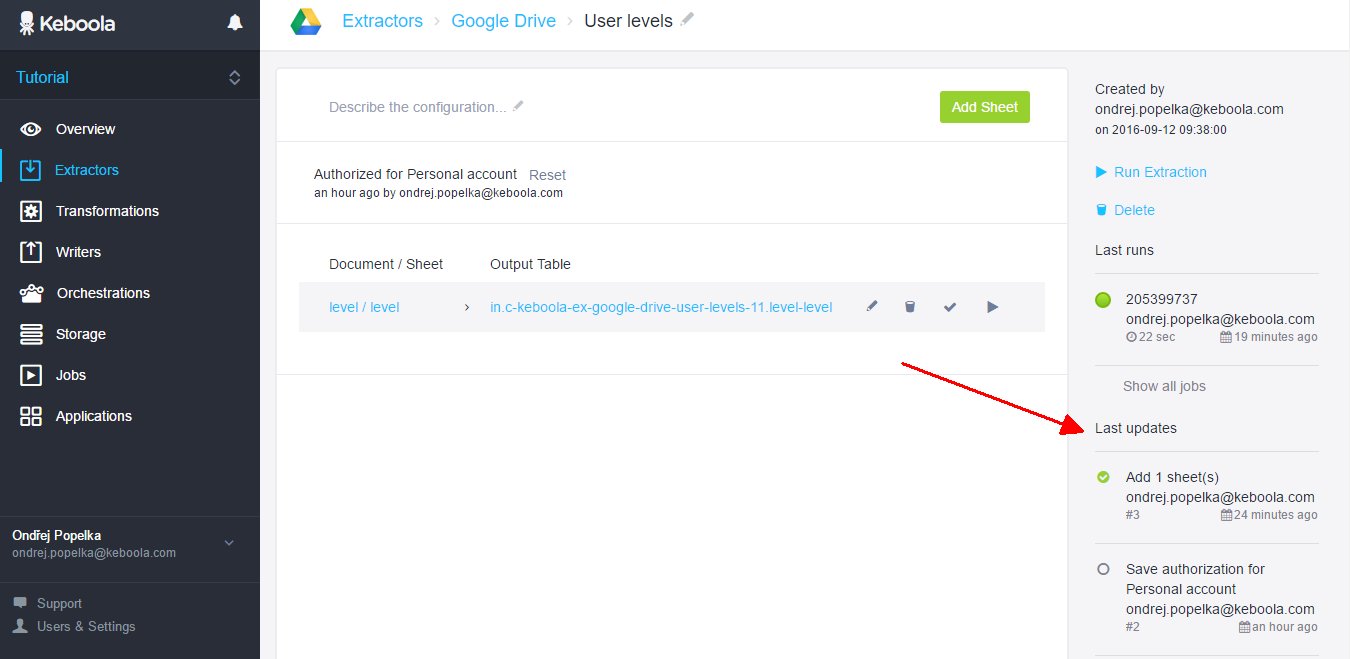 Keboola
Tutorial
Overview
Extractors
Transformations
Writers
Orchestrations
Storage
Jobs
Applications
Ondřej Popelka
ondrej.popelka@keboola.com
Support
Users & Settings
Extractors › Google Drive › User levels
Describe the configuration...
Add Sheet
Authorized for Personal account Reset
an hour ago by ondrej.popelka@keboola.com
Document / Sheet Output Table
level / level › in.c-keboola-ex-google-drive-user-levels-11.level-level
Created by
ondrej.popelka@keboola.com
on 2016-09-12 09:38:00
Run Extraction
Delete
Last runs
205399737
ondrej.popelka@keboola.com
22 sec 19 minutes ago
Show all jobs
Last updates
Add 1 sheet(s)
ondrej.popelka@keboola.com
#3 24 minutes ago
Save authorization for
Personal account
ondrej.popelka@keboola.com
#2 an hour ago